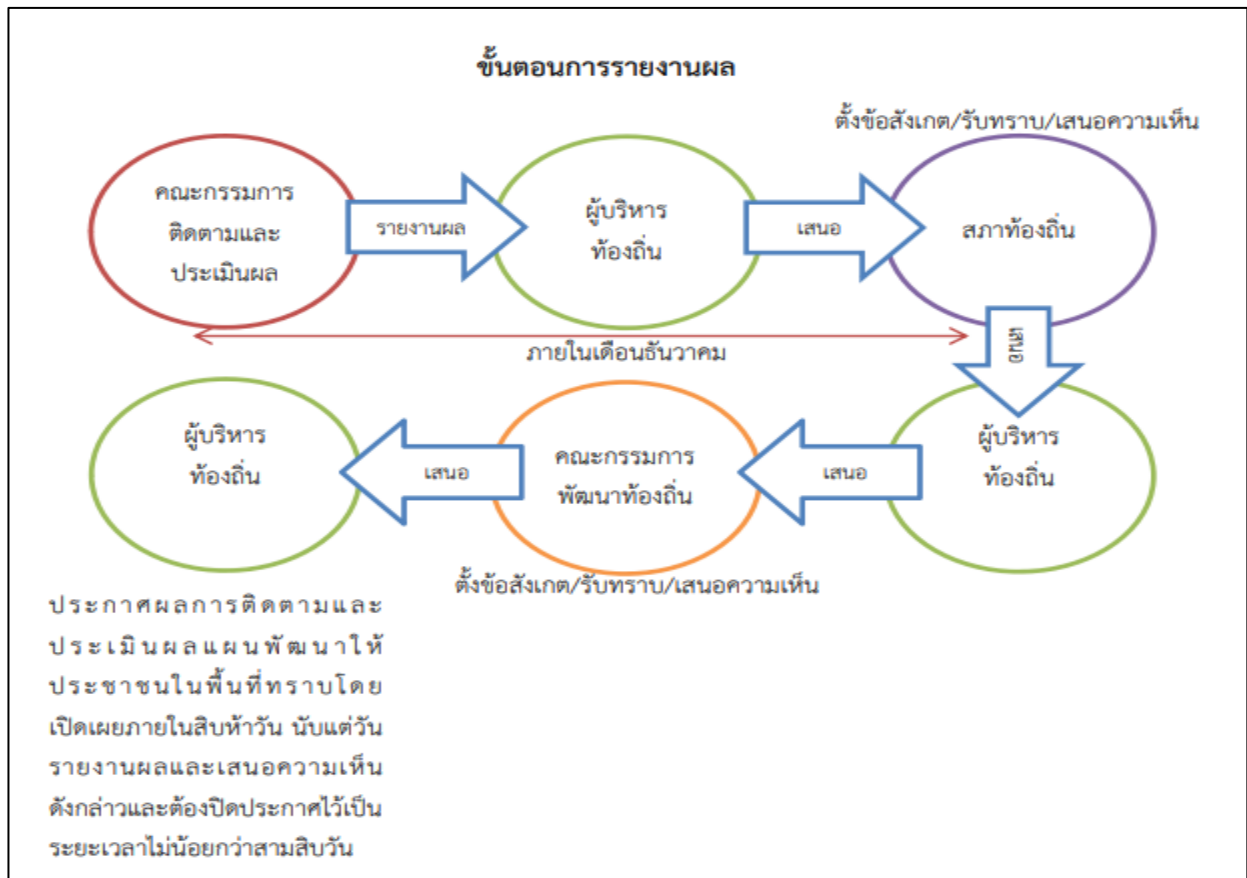 ขั้นตอนการรายงานผล
ตั้งข้อสังเกต/รับทราบ/เสนอความเห็น
คณะกรรมการ
ติดตามและ
ประเมินผล
รายงานผล
ผู้บริหาร
ท้องถิ่น
เสนอ
สภาท้องถิ่น
ภายในเดือนธันวาคม
เสนอ
ผู้บริหาร
ท้องถิ่น
เสนอ
คณะกรรมการ
พัฒนาท้องถิ่น
ตั้งข้อสังเกต/รับทราบ/เสนอความเห็น
เสนอ
ผู้บริหาร
ท้องถิ่น
ประกาศผลการติดตามและ
ประเมินผลแผนพัฒนาให้
ประชาชนในพื้นที่ทราบโดย
เปิดเผยภายในสิบห้าวัน นับแต่วัน
รายงานผลและเสนอความเห็น
ดังกล่าวและต้องปิดประกาศไว้เป็น
ระยะเวลาไม่น้อยกว่าสามสิบวัน